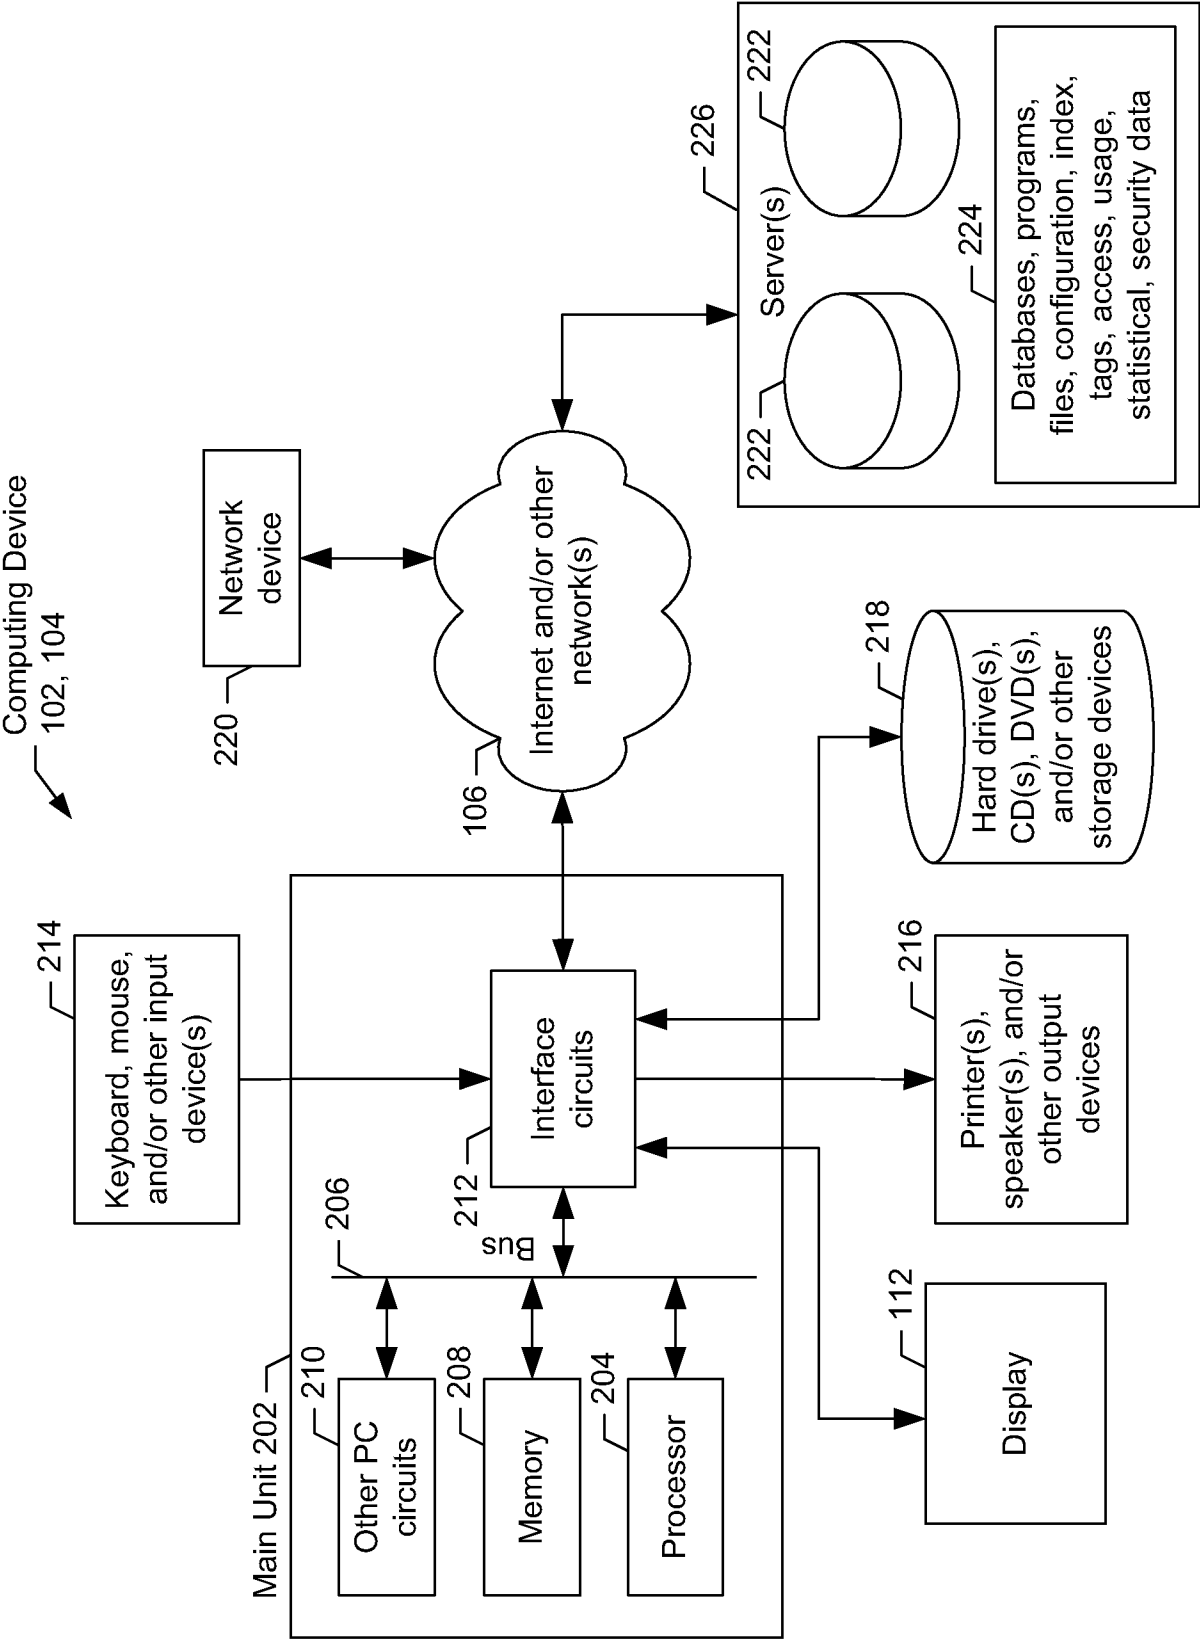 Computing Device
102, 104
214
Keyboard, mouse,
and/or other input
device(s)
220
Network
device
Main Unit 202
210
Other PC
circuits
208
Memory
204
Processor
206
Bus
212
Interface
circuits
106
Internet and/or other
network(s)
112
Display
216
Printer(s),
speaker(s), and/or
other output
devices
218
Hard drive(s),
CD(s), DVD(s),
and/or other
storage devices
226
Server(s)
222
222
224
Databases, programs,
files, configuration, index,
tags, access, usage,
statistical, security data